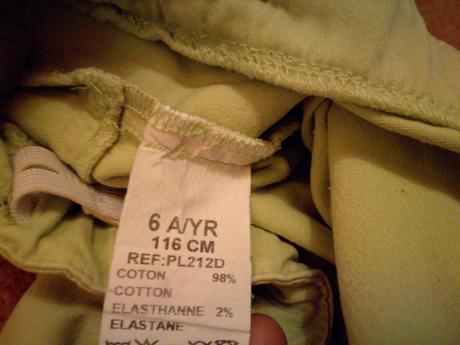 6 A/YR
116 CM
REF:PL212D
COTON 98%
COTTON
ELASTHANNE 2%
ELASTANE